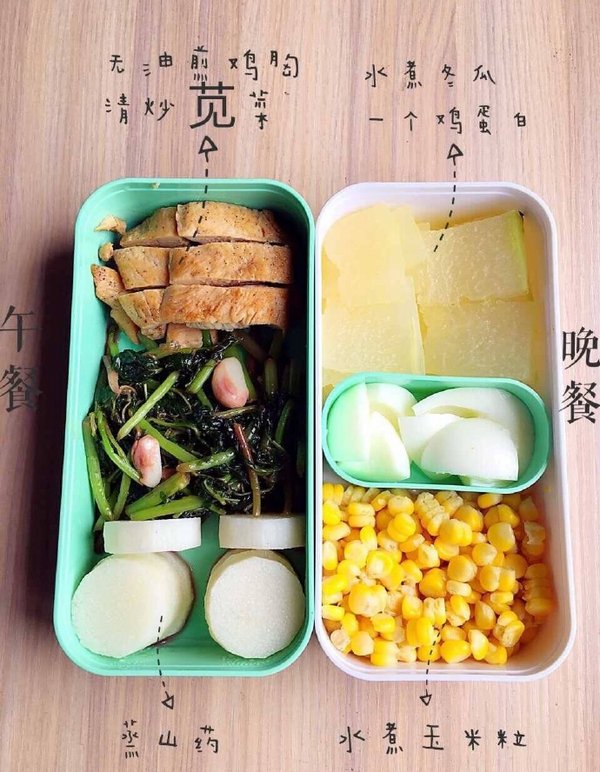 无油煎鸡胸
清炒苋菜
水煮冬瓜
一个鸡蛋白
午餐
晚餐
蒸山药
水煮玉米粒